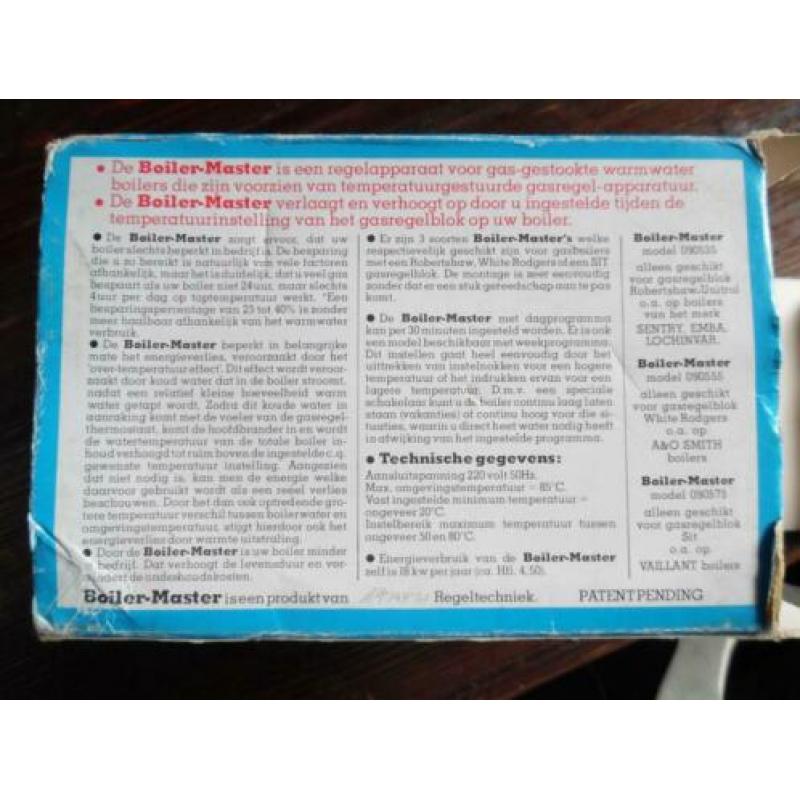 • De Boiler-Master is een regelapparaat voor gas-gestookte warmwater
boilers die zijn voorzien van temperatuurgestuurde gasregel-apparatuur.
• De Boiler-Master verlaagt en verhoogt op door u ingestelde tijden de
temperatuurinstelling van het gasregelblok op uw boiler.
• De Boiler-Master zorgt ervoor, dat uw
boiler slechts beperkt in bedrijf is. De besparing
die u zo bereikt is natuurlijk van vele factoren
afhankelijk, maar het is duidelijk, dat u veel gas
bespaart als uw boiler niet 24 uur, maar slechts
4 uur per dag op taptemperatuur werkt. "Een
besparingspercentage van 25 tot 40% is zonder
meer haalbaar afhankelijk van het warmwater
verbruik.
• De Boiler-Master beperkt in belangrijke
mate het energieverlies, veroorzaakt door het
'over-temperatuur effect'. Dit effect wordt veroor-
zaakt door koud water dat in de boiler stroomt,
nadat een relatief kleine hoeveelheid warm
water getapt wordt. Zodra dit koude water in
aanraking komt met de voeler van de gasregel-
thermostaat, komt de hoofdbrander in en wordt
de watertemperatuur van de totale boiler in-
houd verhoogd tot ruim boven de ingestelde c.q.
gewenste temperatuur instelling. Aangezien
dat niet nodig is, kan men de energie welke
daarvoor gebruikt wordt als een reëel verlies
beschouwen. Door het dan ook optredende gro-
tere temperatuur verschil tussen boilerwater en
omgevingstemperatuur, stijgt hierdoor ook het
energieverlies door warmte uitstraling.
• Door de Boiler-Master is uw boiler minder
bedrijf. Dat verhoogt de levensduur en ver-
mindert de onderhoudskosten.
• Er zijn 3 soorten Boiler-Master's welke
respectievelijk geschikt zijn voor gasboilers
met een Robertshaw, White Rodgers of een SIT
gasregelblok. De montage is zeer eenvoudig
zonder dat er een stuk gereedschap aan te pas
komt.
• De Boiler-Master met dagprogramma
kan per 30 minuten ingesteld worden. Er is ook
een model beschikbaar met weekprogramma.
Dit instellen gaat heel eenvoudig door het
uittrekken van instelnokken voor een hogere
temperatuur of het indrukken ervan voor een
lagere temperatuur. D.m.v. een speciale
schakelaar kunt u de boiler continu laag laten
staan (vakanties) of continu hoog voor die si-
tuaties, waarin u direct heet water nodig heeft
in afwijking van het ingestelde programma.
• Technische gegevens:
Aansluitspanning 220 volt 50Hz.
Max. omgevingstemperatuur = 85°C.
Vast ingestelde minimum temperatuur =
ongeveer 20°C.
Instelbereik maximum temperatuur tussen
ongeveer 50 en 80°C.
• Energieverbruik van de Boiler-Master
zelf is 18 kw per jaar (ca. Hfl. 4,50).
Boiler-Master
model 090535
alleen geschikt
voor gasregelblok
Robertshaw/Unitrol
o.a. op boilers
van het merk
SENTRY, EMBA,
LOCHINVAR.
Boiler-Master
model 090555
alleen geschikt
voor gasregelblok
White Rodgers
o.a. op
A&O SMITH
boilers
Boiler-Master
model 090575
alleen geschikt
voor gasregelblok
Sit
o.a. op
VAILLANT boilers
Boiler-Master is een produkt van Regeltechniek. PATENT PENDING